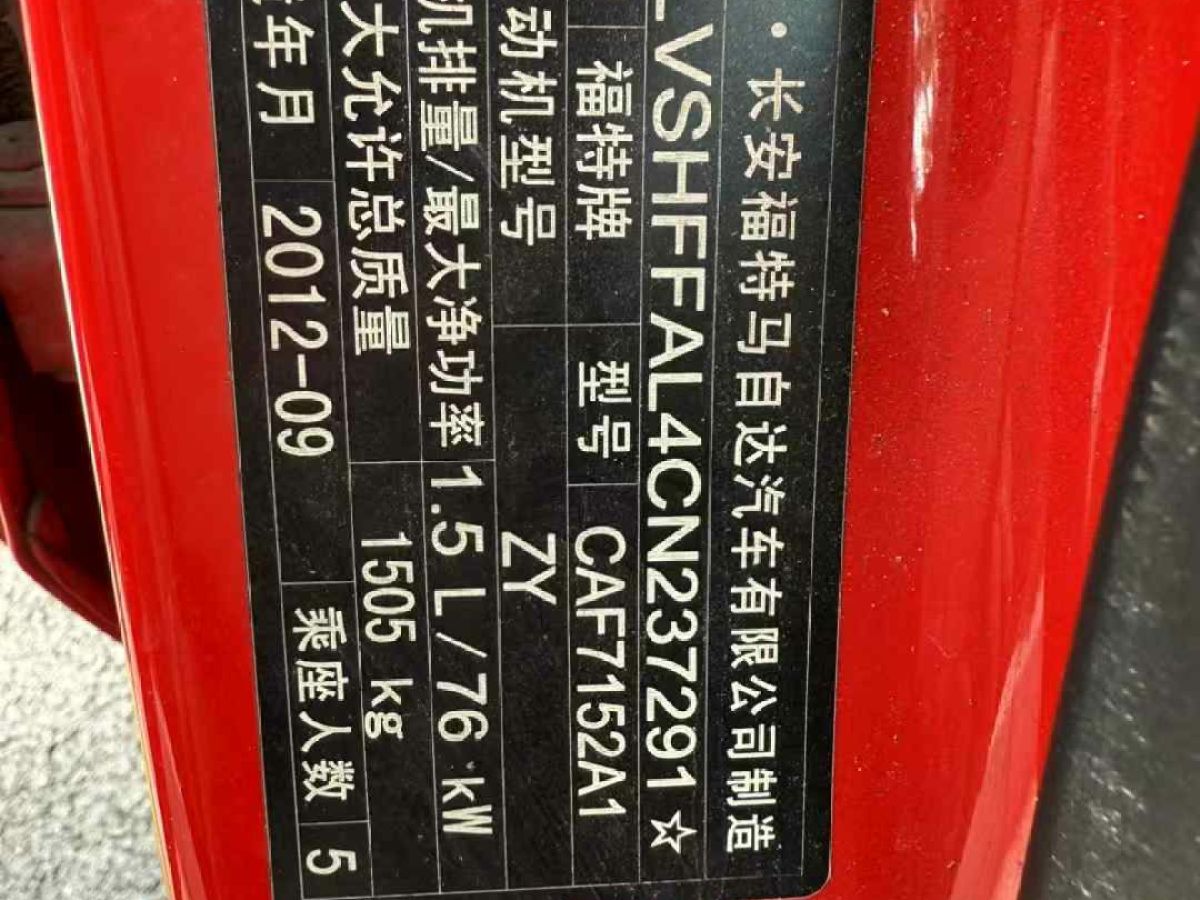 ·长安福特马自达汽车有限公司制造
LVSHFFAL4CN237291☆
福特牌 型号 CAF7152A1
动机型号 ZY
机排量/最大净功率 1.5 L/76 kW
大允许总质量 1505 kg
年月 2012-09 乘座人数 5